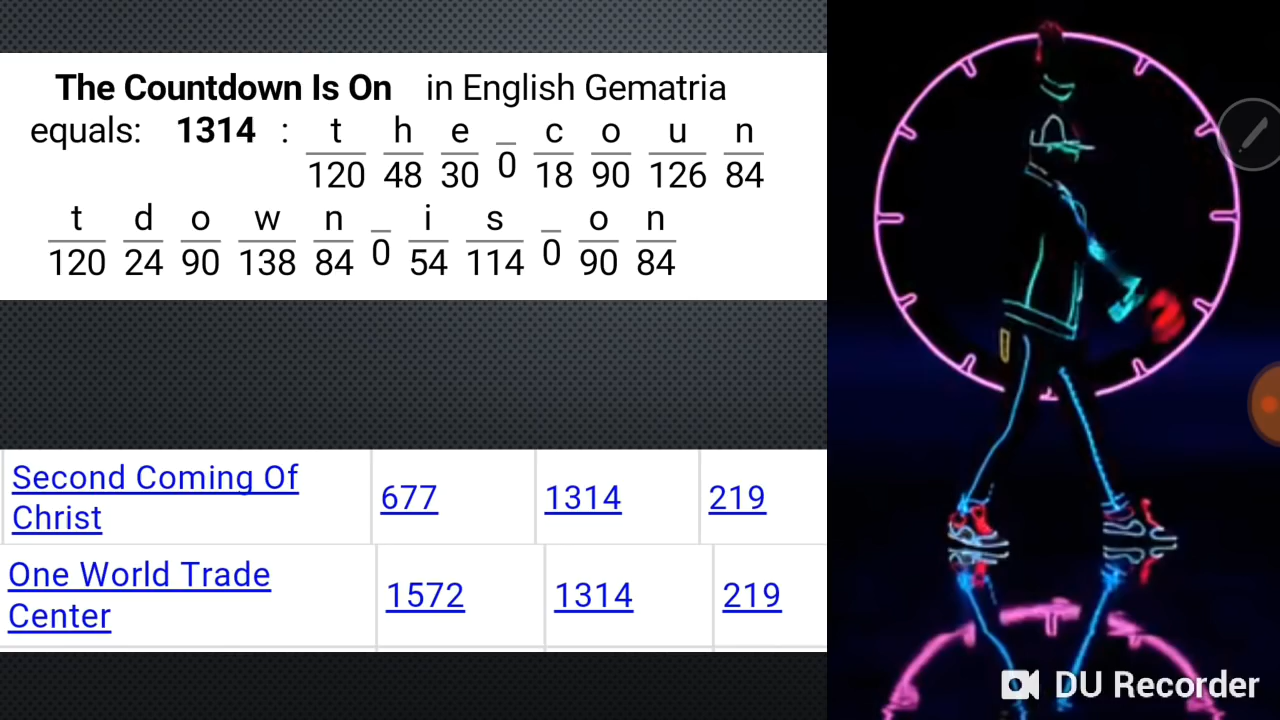 The Countdown Is On in English Gematria
equals: 1314 : t h e _ c o u n
120 48 30 0 18 90 126 84
t d o w n _ i s _ o n
120 24 90 138 84 0 54 114 0 90 84
Second Coming Of
Christ 677 1314 219
One World Trade
Center 1572 1314 219
DU Recorder